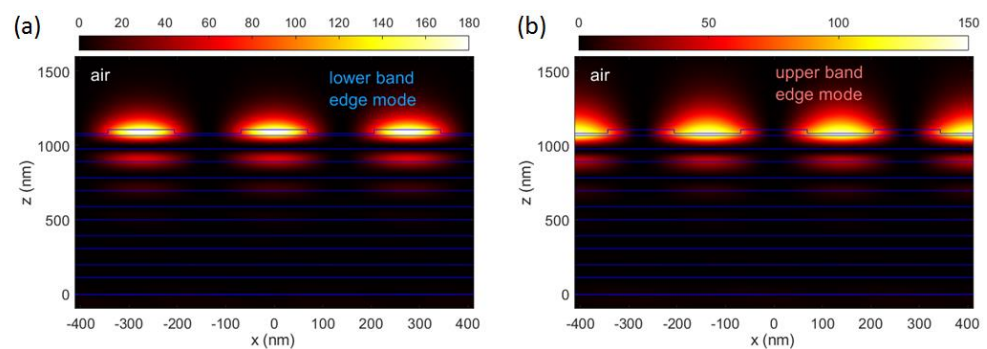 (a)
0 20 40 60 80 100 120 140 160 180
air
lower band
edge mode
1500
1000
500
0
z (nm)
-400 -300 -200 -100 0 100 200 300 400
x (nm)
(b)
0 50 100 150
air
upper band
edge mode
1500
1000
500
0
z (nm)
-400 -300 -200 -100 0 100 200 300 400
x (nm)